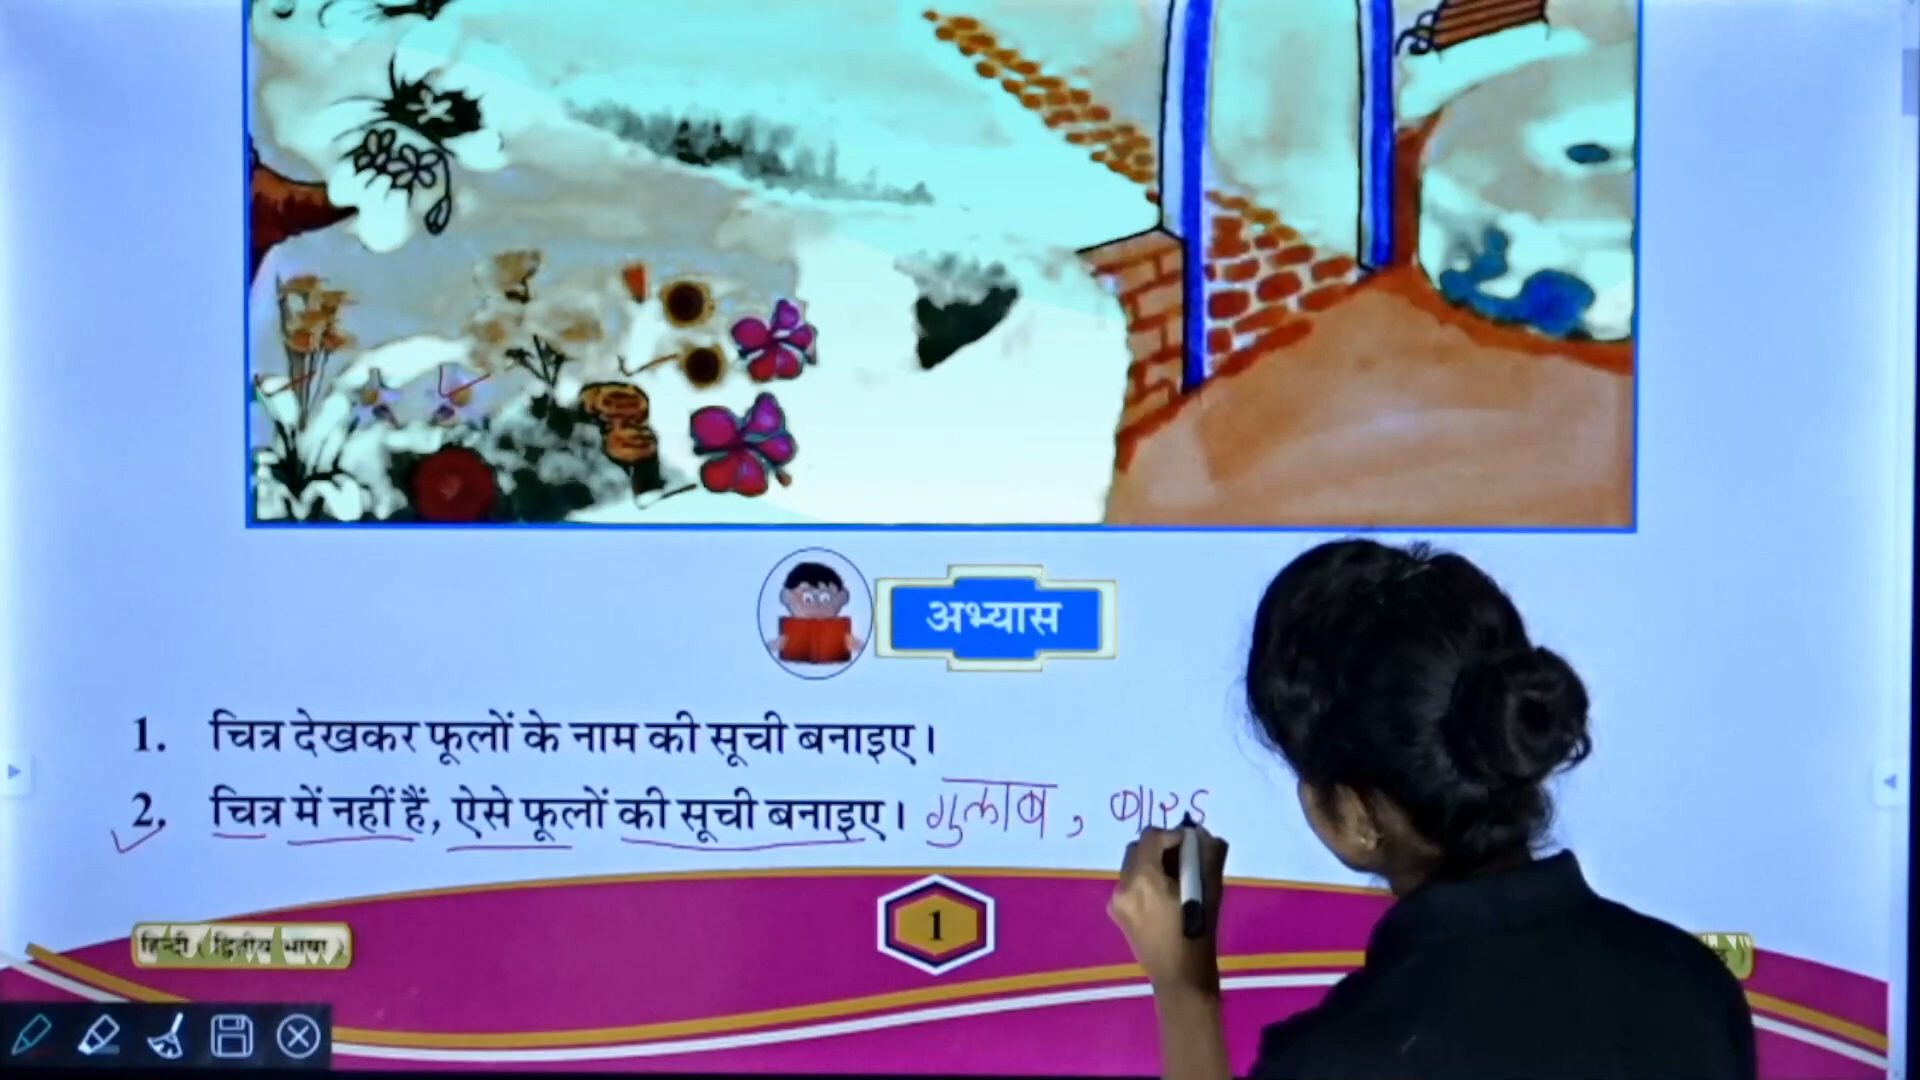 अभ्यास
1. चित्र देखकर फूलों के नाम की सूची बनाइए।
2. चित्र में नहीं हैं, ऐसे फूलों की सूची बनाइए। गुलाब,
1
हिन्दी (द्वितीय भाषा)